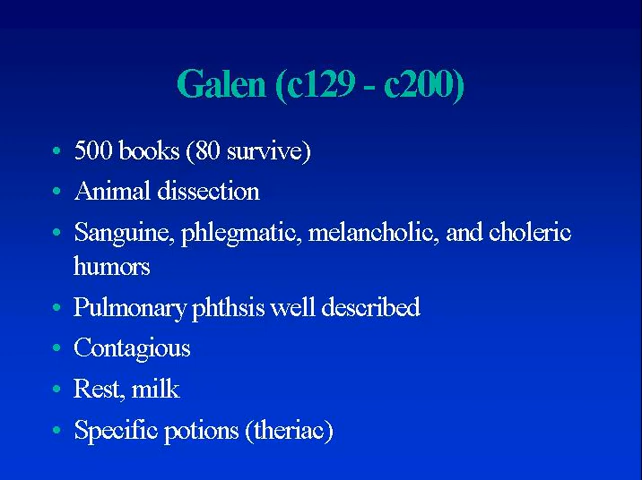 Galen (c129 - c200)
• 500 books (80 survive)
• Animal dissection
• Sanguine, phlegmatic, melancholic, and choleric
humors
• Pulmonary phthsis well described
• Contagious
• Rest, milk
• Specific potions (theriac)